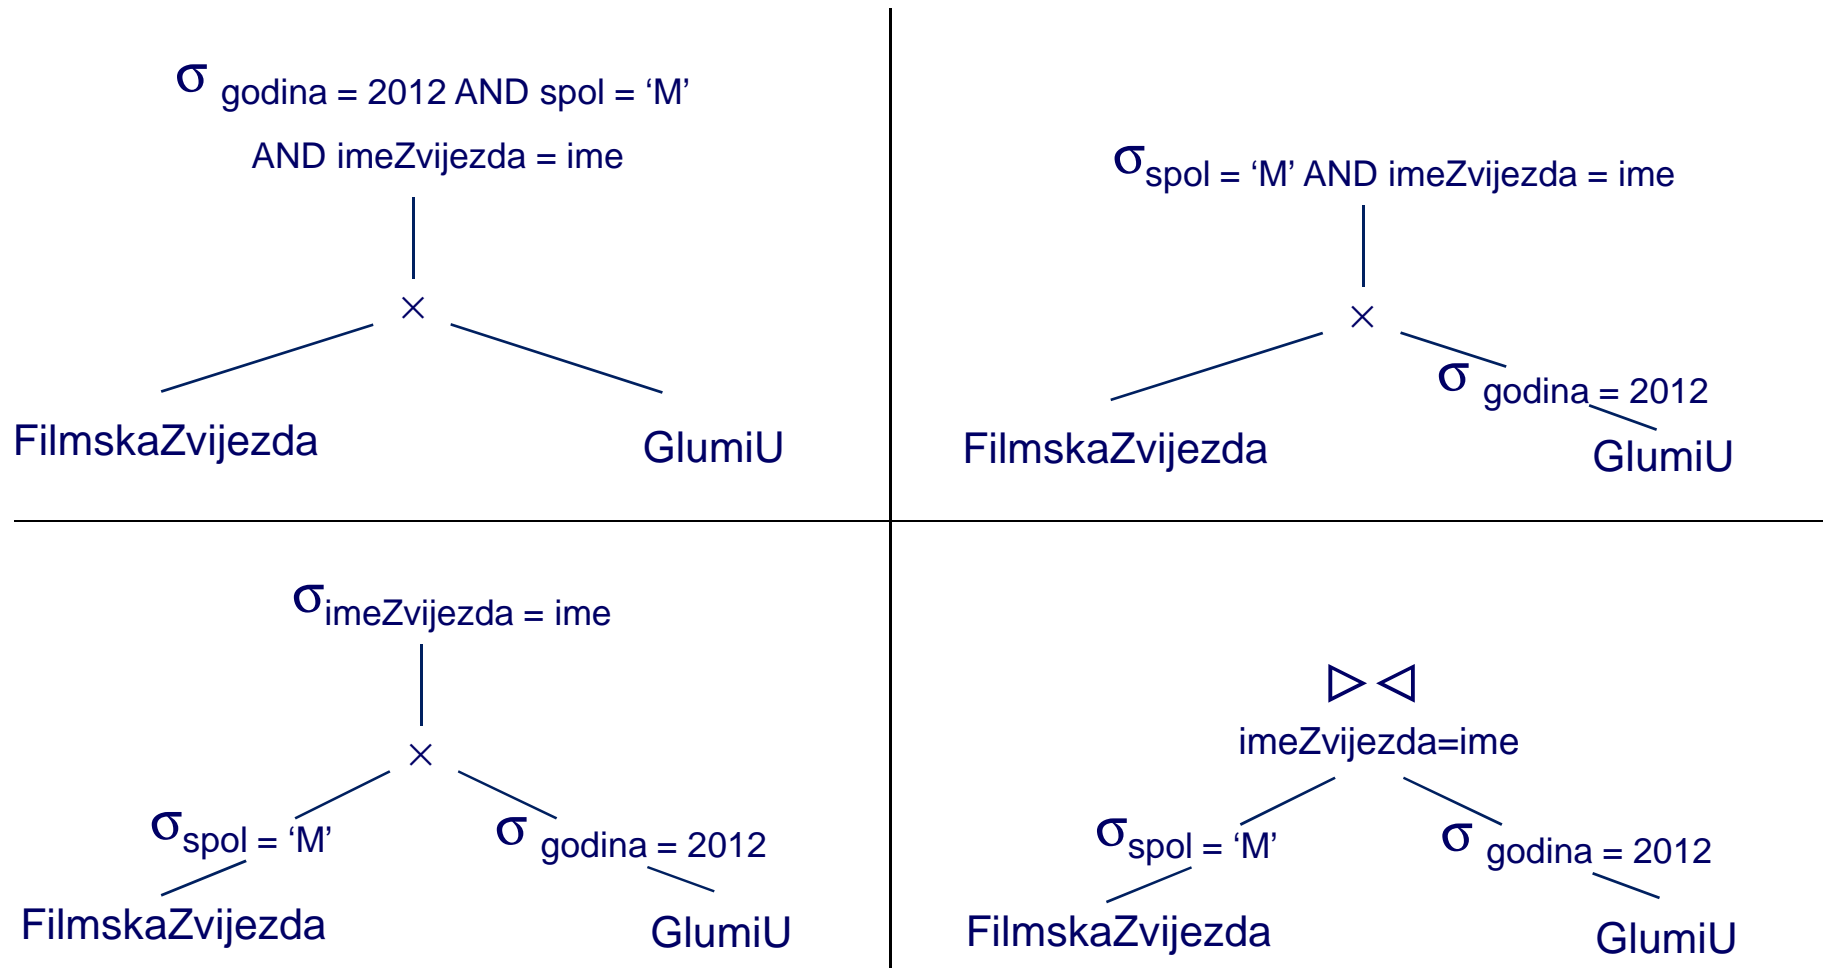 σ godina = 2012 AND spol = ‘M’
AND imeZvijezda = ime
×
FilmskaZvijezda
GlumiU
σspol = ‘M’ AND imeZvijezda = ime
×
σ godina = 2012
FilmskaZvijezda
GlumiU
σimeZvijezda = ime
×
σspol = ‘M’
σ godina = 2012
FilmskaZvijezda
GlumiU
▷◁
imeZvijezda=ime
σspol = ‘M’
σ godina = 2012
FilmskaZvijezda
GlumiU